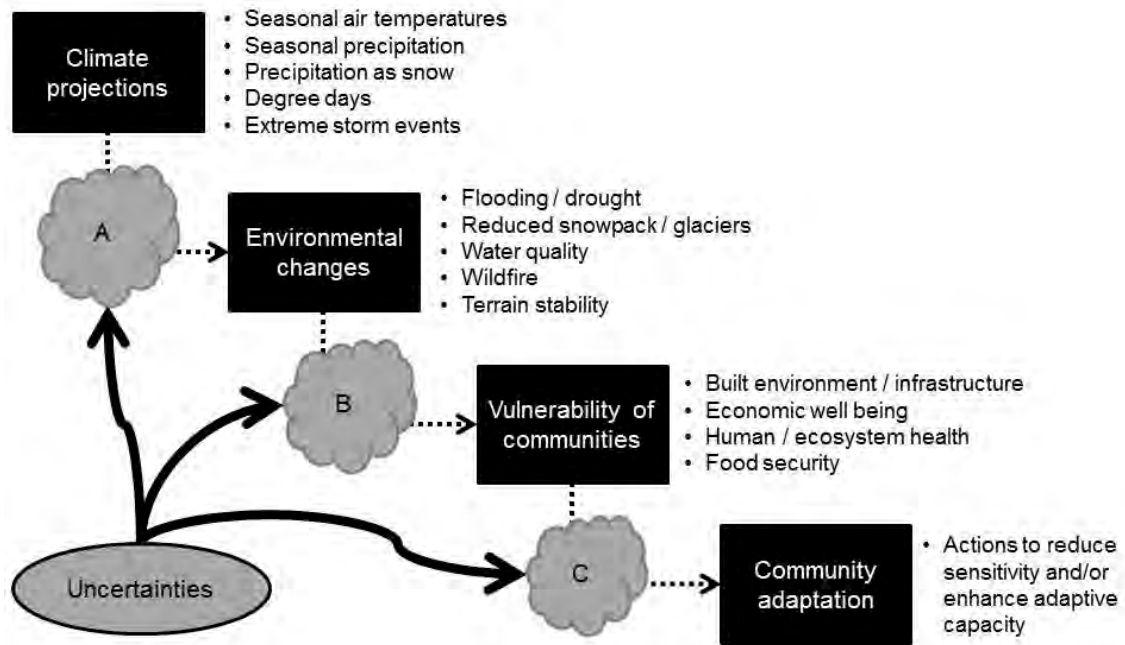 Climate
projections
• Seasonal air temperatures
• Seasonal precipitation
• Precipitation as snow
• Degree days
• Extreme storm events
A
Environmental
changes
• Flooding / drought
• Reduced snowpack / glaciers
• Water quality
• Wildfire
• Terrain stability
B
Vulnerability of
communities
• Built environment / infrastructure
• Economic well being
• Human / ecosystem health
• Food security
Uncertainties
C
Community
adaptation
• Actions to reduce
sensitivity and/or
enhance adaptive
capacity